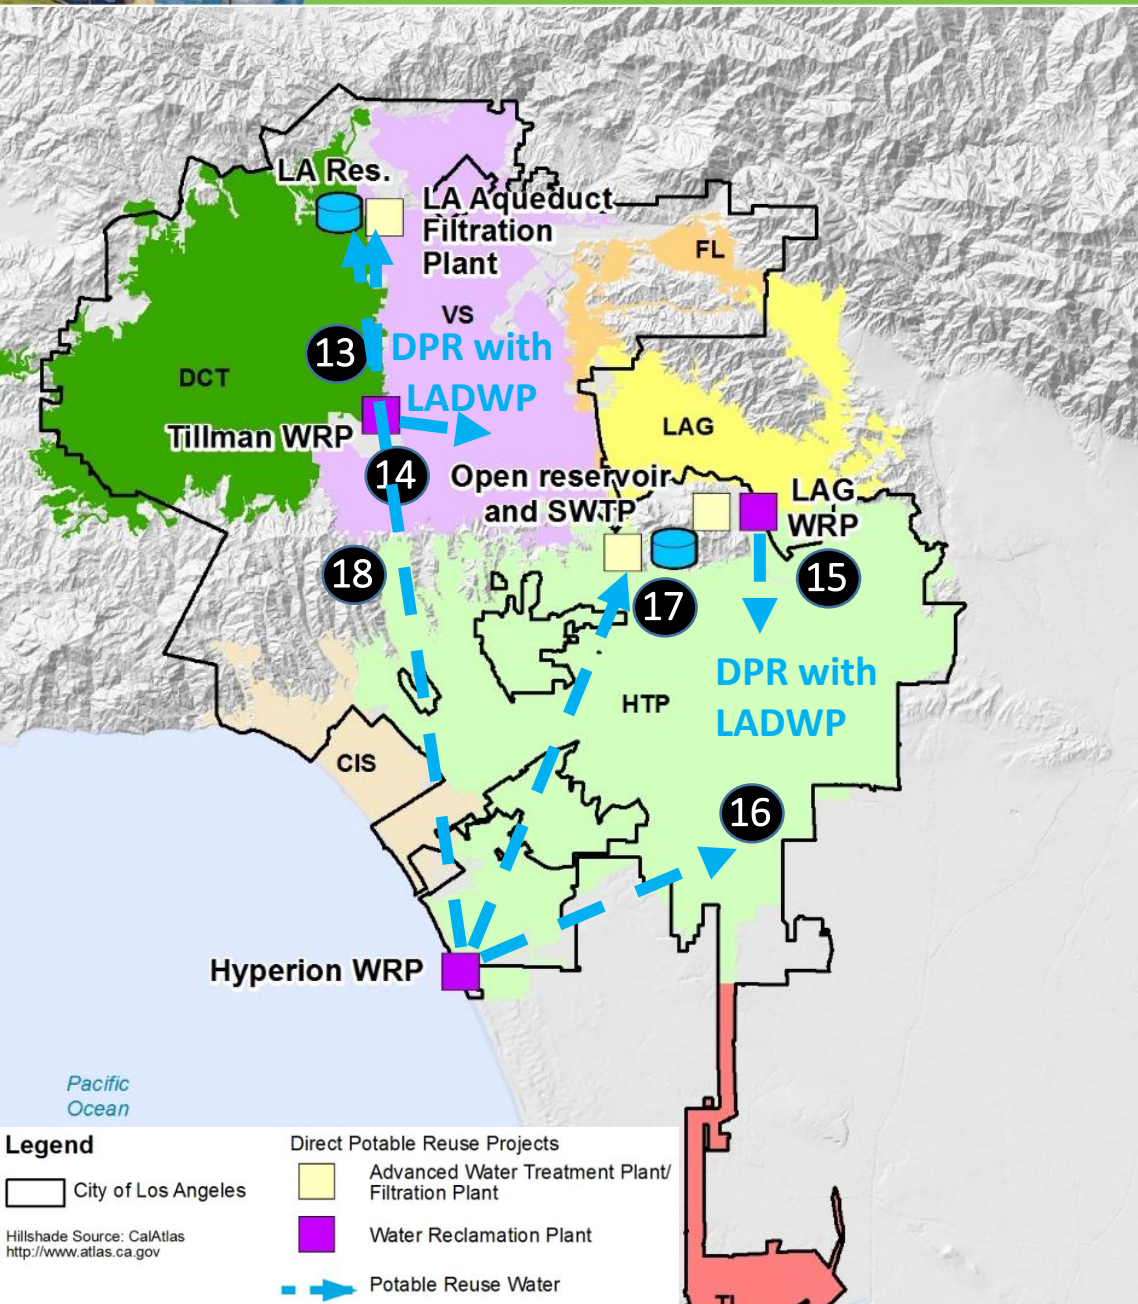 LA Res.
LA Aqueduct
Filtration
Plant
FL
VS
13
DPR with
LADWP
DCT
Tillman WRP
LAG
14
Open reservoir
and SWTP
LAG
WRP
18
17
15
DPR with
LADWP
HTP
CIS
16
Hyperion WRP
Pacific
Ocean
Legend
City of Los Angeles
Hillshade Source: CalAtlas
http://www.atlas.ca.gov
Direct Potable Reuse Projects
Advanced Water Treatment Plant/
Filtration Plant
Water Reclamation Plant
Potable Reuse Water